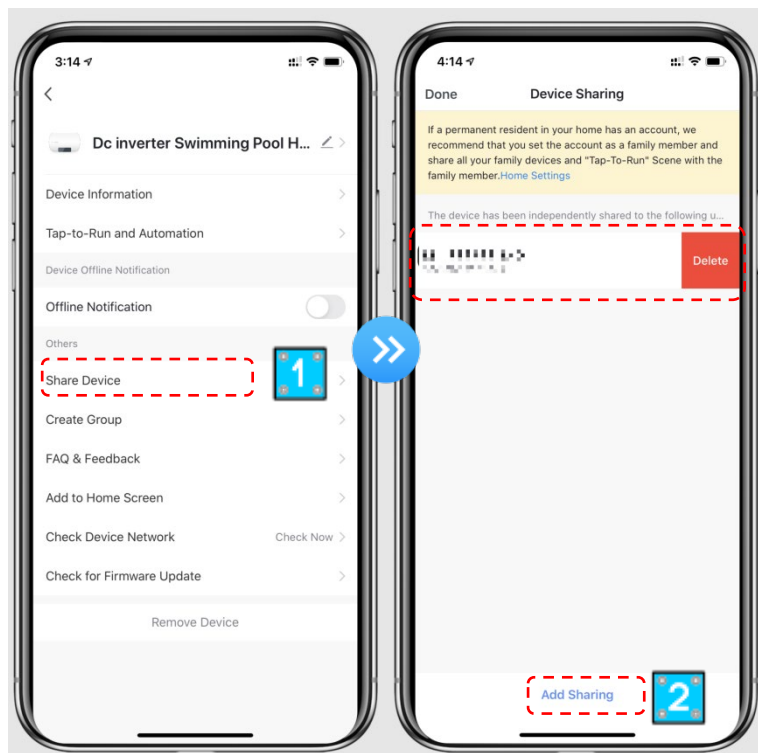 3:14
Dc inverter Swimming Pool H...
Device Information
Tap-to-Run and Automation
Device Offline Notification
Offline Notification
Others
Share Device
1
Create Group
FAQ & Feedback
Add to Home Screen
Check Device Network Check Now
Check for Firmware Update
Remove Device
4:14
Done Device Sharing
If a permanent resident in your home has an account, we
recommend that you set the account as a family member and
share all your family devices and "Tap-To-Run" Scene with the
family member.Home Settings
The device has been independently shared to the following u...
Delete
Add Sharing
2